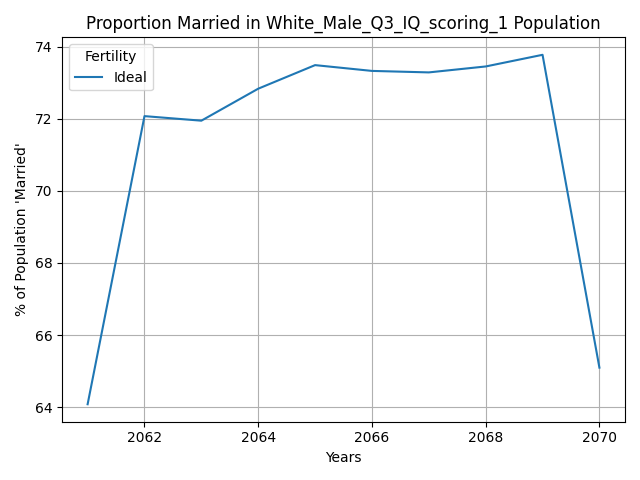 Proportion Married in White_Male_Q3_IQ_scoring_1 Population
Fertility
Ideal
% of Population 'Married'
74
72
70
68
66
64
2062
2064
2066
2068
2070
Years